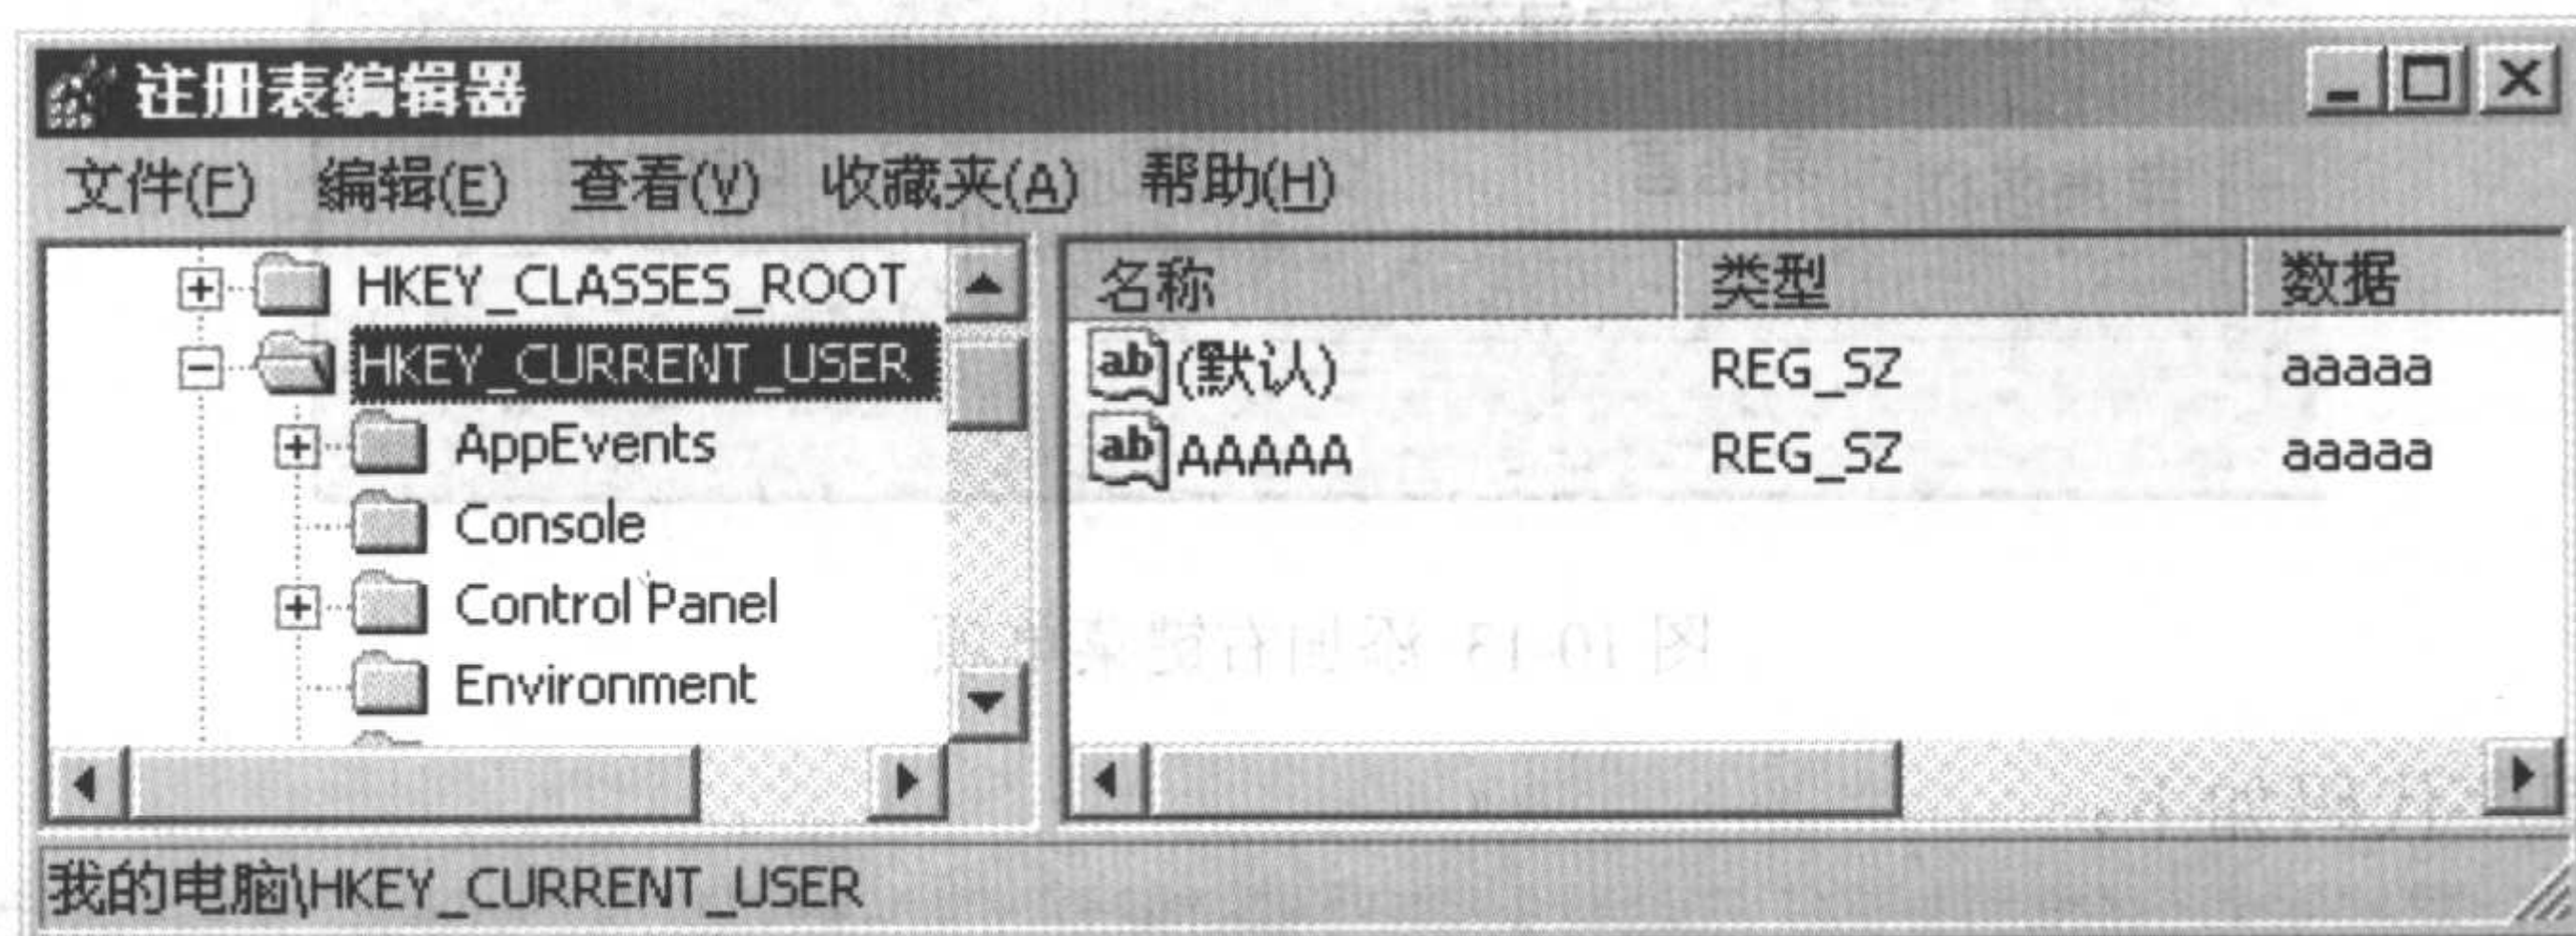 注册表编辑器
文件(F) 编辑(E) 查看(V) 收藏夹(A) 帮助(H)
HKEY_CLASSES_ROOT
HKEY_CURRENT_USER
AppEvents
Console
Control Panel
Environment
名称 类型 数据
ab (默认) REG_SZ aaaaa
ab AAAAA REG_SZ aaaaa
我的电脑\HKEY_CURRENT_USER